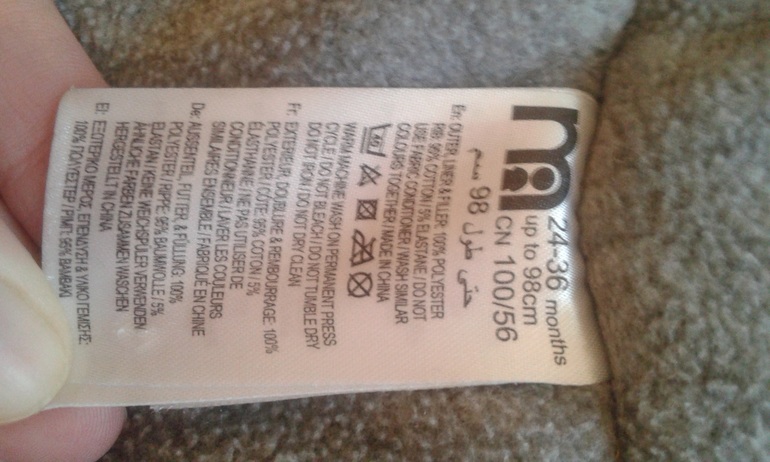 24-36 months
up to 98cm
CN 100/56
حتى طول 98 سم
En: OUTER, LINER & FILLER: 100% POLYESTER
RIB: 95% COTTON / 5% ELASTANE / DO NOT
USE FABRIC CONDITIONER, WASH SIMILAR
COLOURS TOGETHER / MADE IN CHINA
WARM MACHINE WASH ON PERMANENT PRESS
CYCLE / DO NOT BLEACH / DO NOT TUMBLE DRY
DO NOT IRON / DO NOT DRY CLEAN
Fr: EXTERIEUR, DOUBLURE & REMBOURRAGE: 100%
POLYESTER / COTE: 95% COTON / 5%
ELASTHANNE / NE PAS UTILISER DE
CONDITIONNEUR / LAVER LES COULEURS
SIMILAIRES ENSEMBLE / FABRIQUÉ EN CHINE
De: AUSSENTEIL, FUTTER, & FÜLLUNG: 100%
POLYESTER / RIPPE: 95% BAUMWOLLE / 5%
ELASTAN / KEINE WEICHSPÜLER VERWENDEN
ÄHNLICHE FARBEN ZUSAMMEN WASCHEN
HERGESTELLT IN CHINA
El: ΕΞΩΤΕΡΙΚΟ ΜΕΡΟΣ, ΕΠΕΝΔΥΣΗ & ΥΛΙΚΟ ΓΕΜΙΣΗΣ:
100% ΠΟΛΥΕΣΤΕΡ / ΡΙΜΠ: 95% ΒΑΜΒΑΚΙ